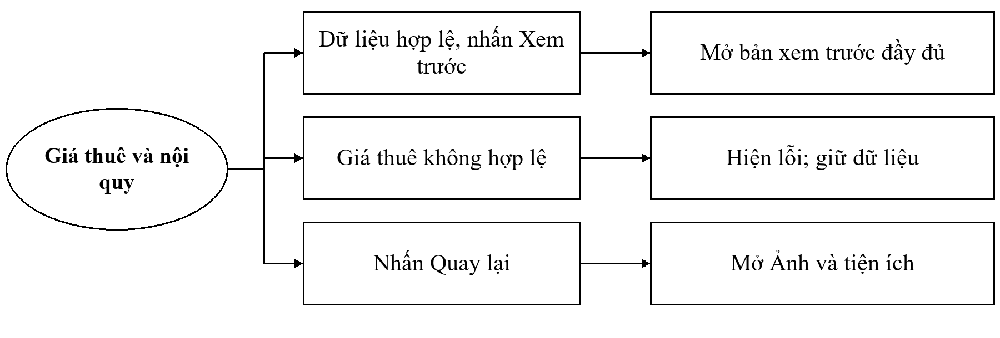 Giá thuê và nội
quy
Dữ liệu hợp lệ, nhấn Xem
trước
Mở bản xem trước đầy đủ
Giá thuê không hợp lệ
Hiện lỗi; giữ dữ liệu
Nhấn Quay lại
Mở Ảnh và tiện ích